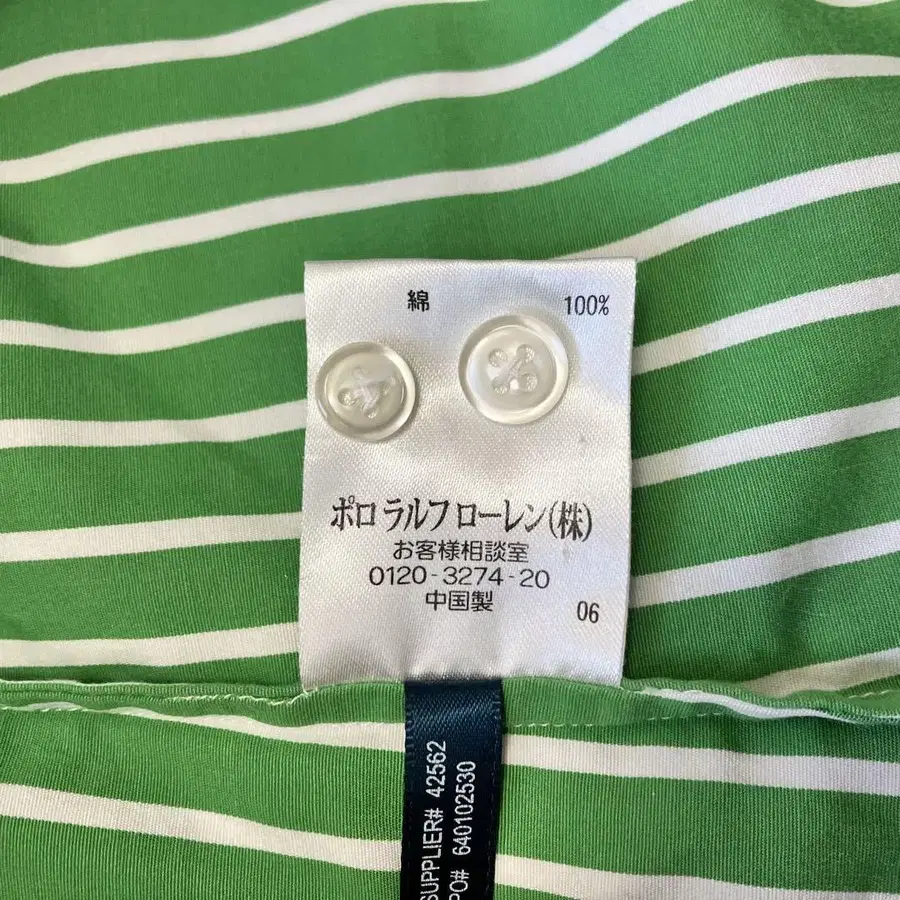 綿 100%
ポロ ラルフ ローレン(株)
お客様相談室
0120-3274-20
中国製
06
SUPPLIER# 42562
PO# 640102530